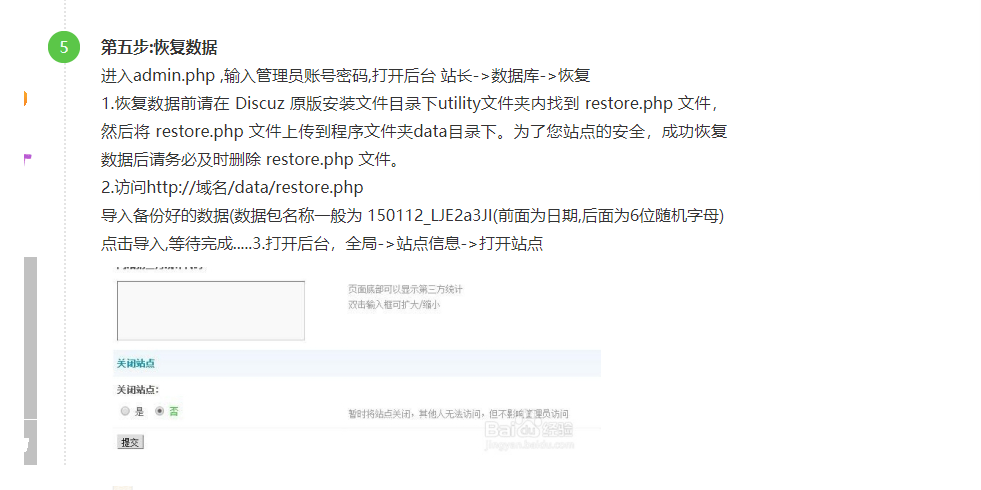 5
第五步:恢复数据
进入admin.php ,输入管理员账号密码,打开后台 站长->数据库->恢复
1.恢复数据前请在 Discuz 原版安装文件目录下utility文件夹内找到 restore.php 文件，
然后将 restore.php 文件上传到程序文件夹data目录下。为了您站点的安全，成功恢复
数据后请务必及时删除 restore.php 文件。
2.访问http://域名/data/restore.php
导入备份好的数据(数据包名称一般为 150112_LJE2a3JI(前面为日期,后面为6位随机字母)
点击导入,等待完成.....3.打开后台，全局->站点信息->打开站点
页面底部可以显示第三方统计
双击输入框可扩大/缩小
关闭站点
关闭站点:
是 否
暂时将站点关闭，其他人无法访问，但不影响管理员访问
Baidu 经验
jingyan.baidu.com
提交